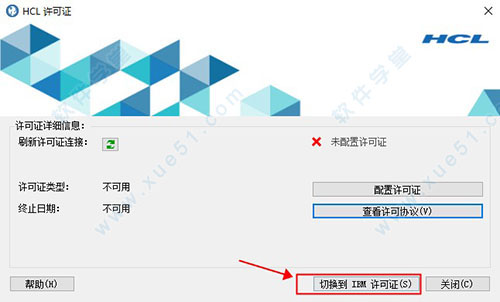 HCL 许可证
HCL
许可证详细信息:
刷新许可证连接:
未配置许可证
许可证类型: 不可用
配置许可证
终止日期: 不可用
查看许可协议(V)
帮助(H)
切换到 IBM 许可证(S)
关闭(C)
软件学堂
www.xue51.com